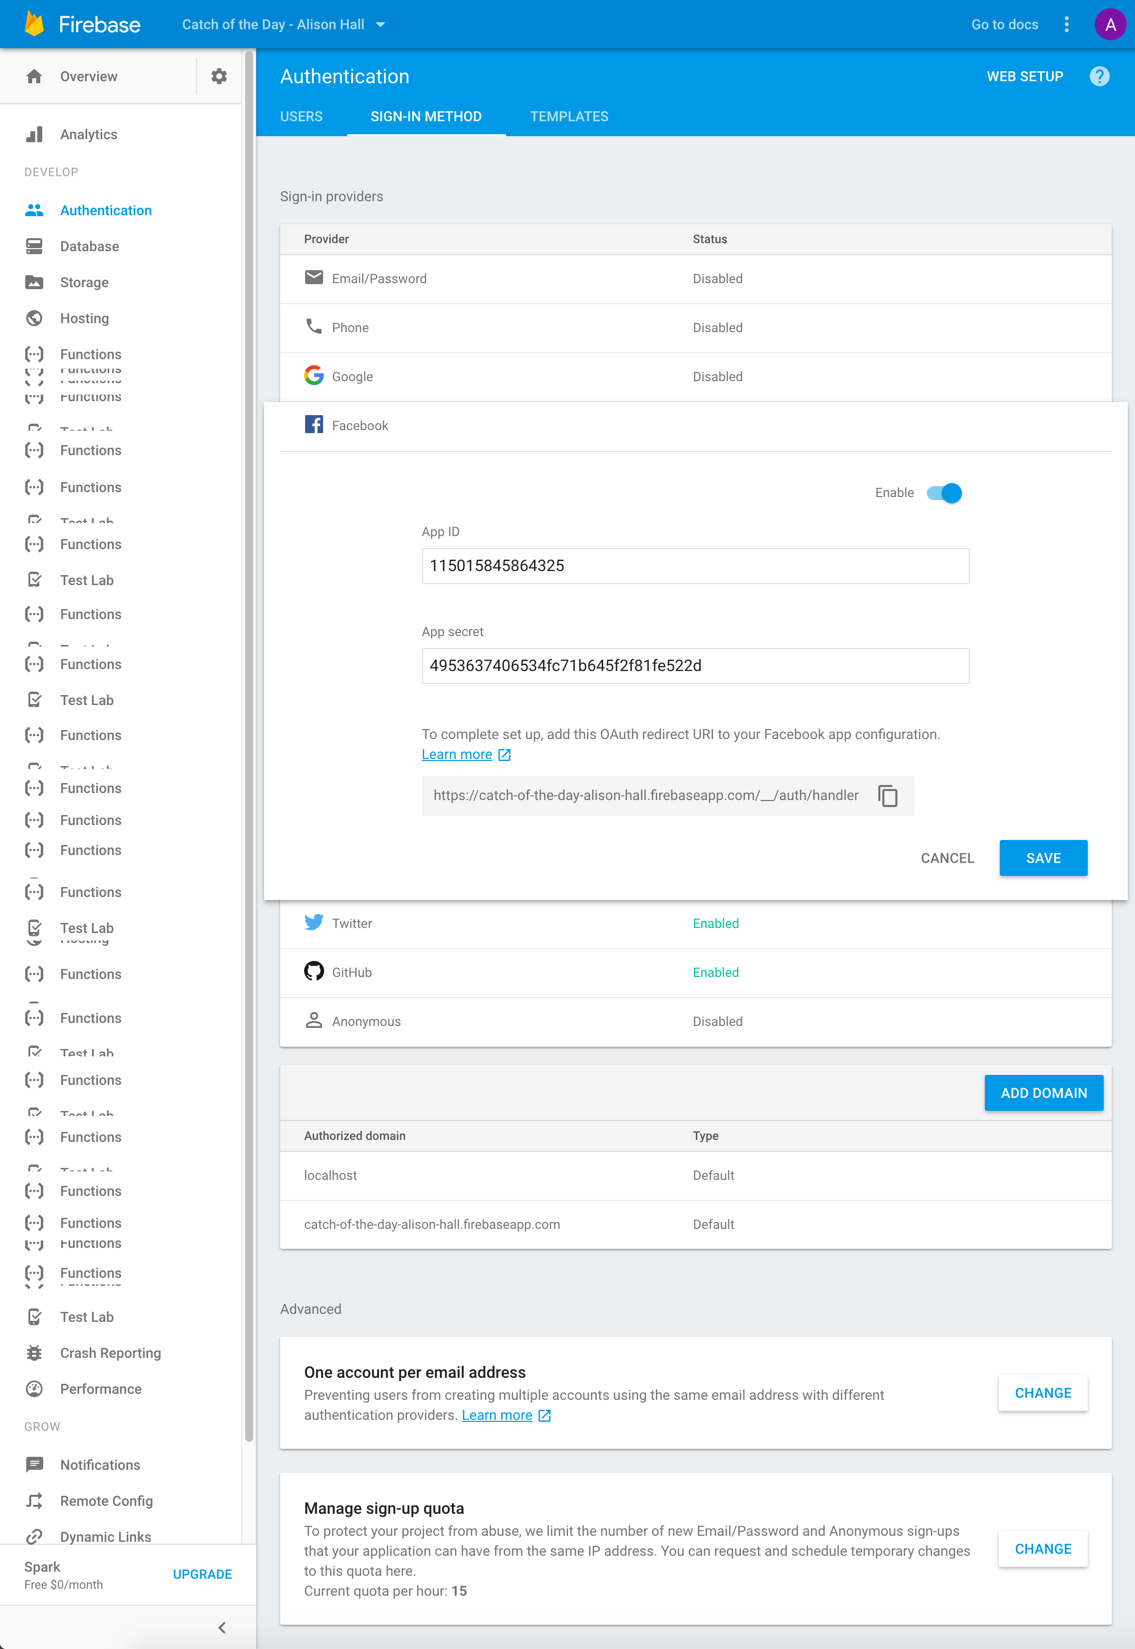 Firebase
Catch of the Day - Alison Hall
Go to docs
A
Overview
Analytics
DEVELOP
Authentication
Database
Storage
Hosting
Functions
Functions
Functions
Functions
Test Lab
Functions
Functions
Test Lab
Functions
Test Lab
Functions
Functions
Test Lab
Functions
Test Lab
Functions
Functions
Functions
Functions
Test Lab
Hosting
Functions
Functions
Test Lab
Functions
Test Lab
Functions
Test Lab
Functions
Functions
Functions
Functions
Functions
Test Lab
Crash Reporting
Performance
GROW
Notifications
Remote Config
Dynamic Links
Spark
Free $0/month
UPGRADE
Authentication
WEB SETUP
?
USERS
SIGN-IN METHOD
TEMPLATES
Sign-in providers
Provider Status
Email/Password Disabled
Phone Disabled
Google Disabled
Facebook
Enable
App ID
115015845864325
App secret
4953637406534fc71b645f2f81fe522d
To complete set up, add this OAuth redirect URI to your Facebook app configuration.
Learn more
https://catch-of-the-day-alison-hall.firebaseapp.com/__/auth/handler
CANCEL
SAVE
Twitter Enabled
GitHub Enabled
Anonymous Disabled
ADD DOMAIN
Authorized domain Type
localhost Default
catch-of-the-day-alison-hall.firebaseapp.com Default
Advanced
One account per email address
Preventing users from creating multiple accounts using the same email address with different
authentication providers. Learn more
CHANGE
Manage sign-up quota
To protect your project from abuse, we limit the number of new Email/Password and Anonymous sign-ups
that your application can have from the same IP address. You can request and schedule temporary changes
to this quota here.
Current quota per hour: 15
CHANGE